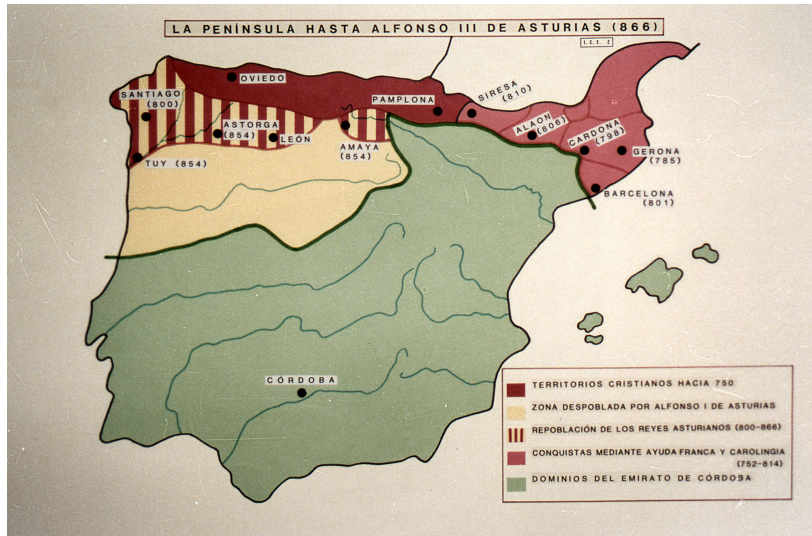 LA PENÍNSULA HASTA ALFONSO III DE ASTURIAS (866)
OVIEDO
SANTIAGO
(800)
ASTORGA
(854)
LEÓN
TUY (854)
AMAYA
(854)
PAMPLONA
SIRESA
(810)
ALAON
(806)
CARDONA
(798)
GERONA
(785)
BARCELONA
(801)
CÓRDOBA
TERRITORIOS CRISTIANOS HACIA 750
ZONA DESPOBLADA POR ALFONSO I DE ASTURIAS
REPOBLACIÓN DE LOS REYES ASTURIANOS (800-866)
CONQUISTAS MEDIANTE AYUDA FRANCA Y CAROLINGIA
(752-814)
DOMINIOS DEL EMIRATO DE CÓRDOBA